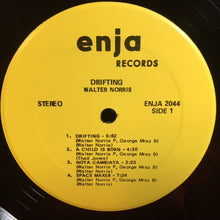 enja
RECORDS
DRIFTING
WALTER NORRIS
STEREO
ENJA 2044
SIDE 1
1. DRIFTING - 5:62
(Walter Norris P, George Mraz B)
(Walter Norris)
2. A CHILD IS BORN - 4:30
(Walter Norris P, George Mraz B)
(Thad Jones)
3. NOTA CAMBIATA - 2:23
(Walter Norris P, George Mraz B)
(Walter Norris)
4. SPACE MAKER - 7:24
(Walter Norris P, George Mraz B)
(Walter Norris)